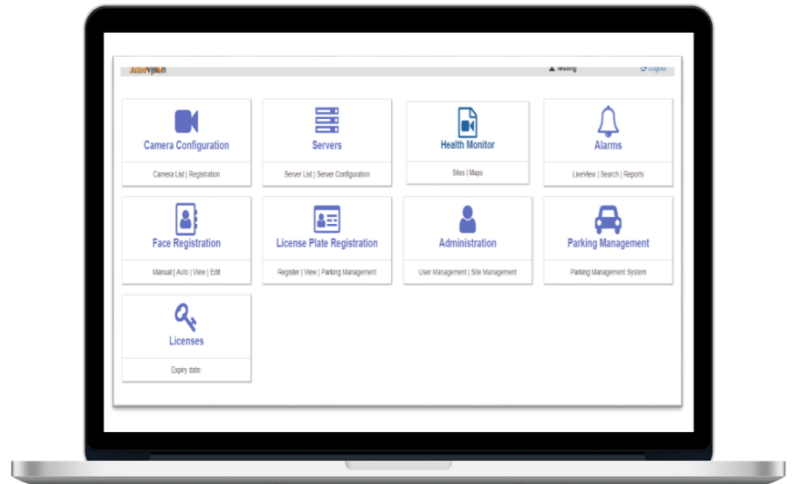 Camera Configuration
Camera List | Registration
Servers
Server List | Server Configuration
Health Monitor
Sites | Maps
Alarms
LiveView | Search | Reports
Face Registration
Manual | Auto | View | Edit
License Plate Registration
Register | View | Parking Management
Administration
User Management | Site Management
Parking Management
Parking Management System
Licenses
Expiry date: